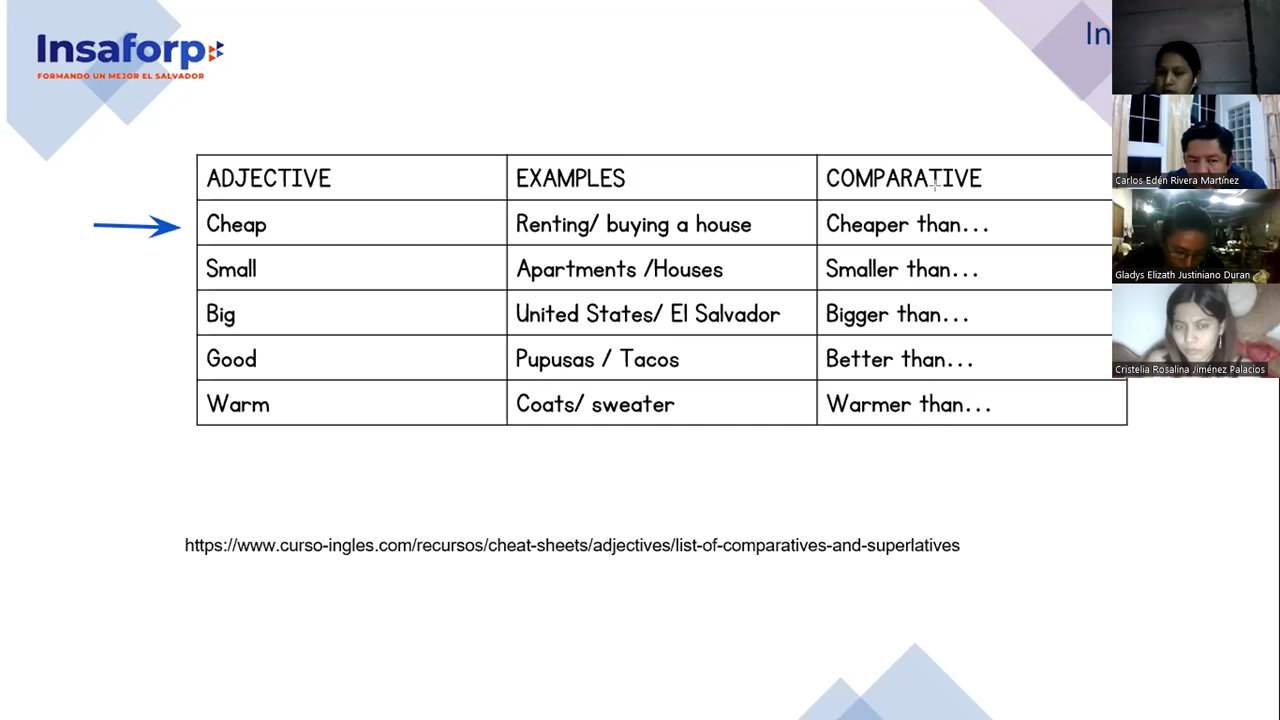 Insaforp
FORMANDO UN MEJOR EL SALVADOR
In
ADJECTIVE EXAMPLES COMPARATIVE
Cheap Renting/ buying a house Cheaper than...
Small Apartments /Houses Smaller than...
Big United States/ El Salvador Bigger than...
Good Pupusas / Tacos Better than...
Warm Coats/ sweater Warmer than...
https://www.curso-ingles.com/recursos/cheat-sheets/adjectives/list-of-comparatives-and-superlatives
Carlos Edén Rivera Martínez
Gladys Elizath Justiniano Duran
Cristelia Rosalina Jiménez Palacios